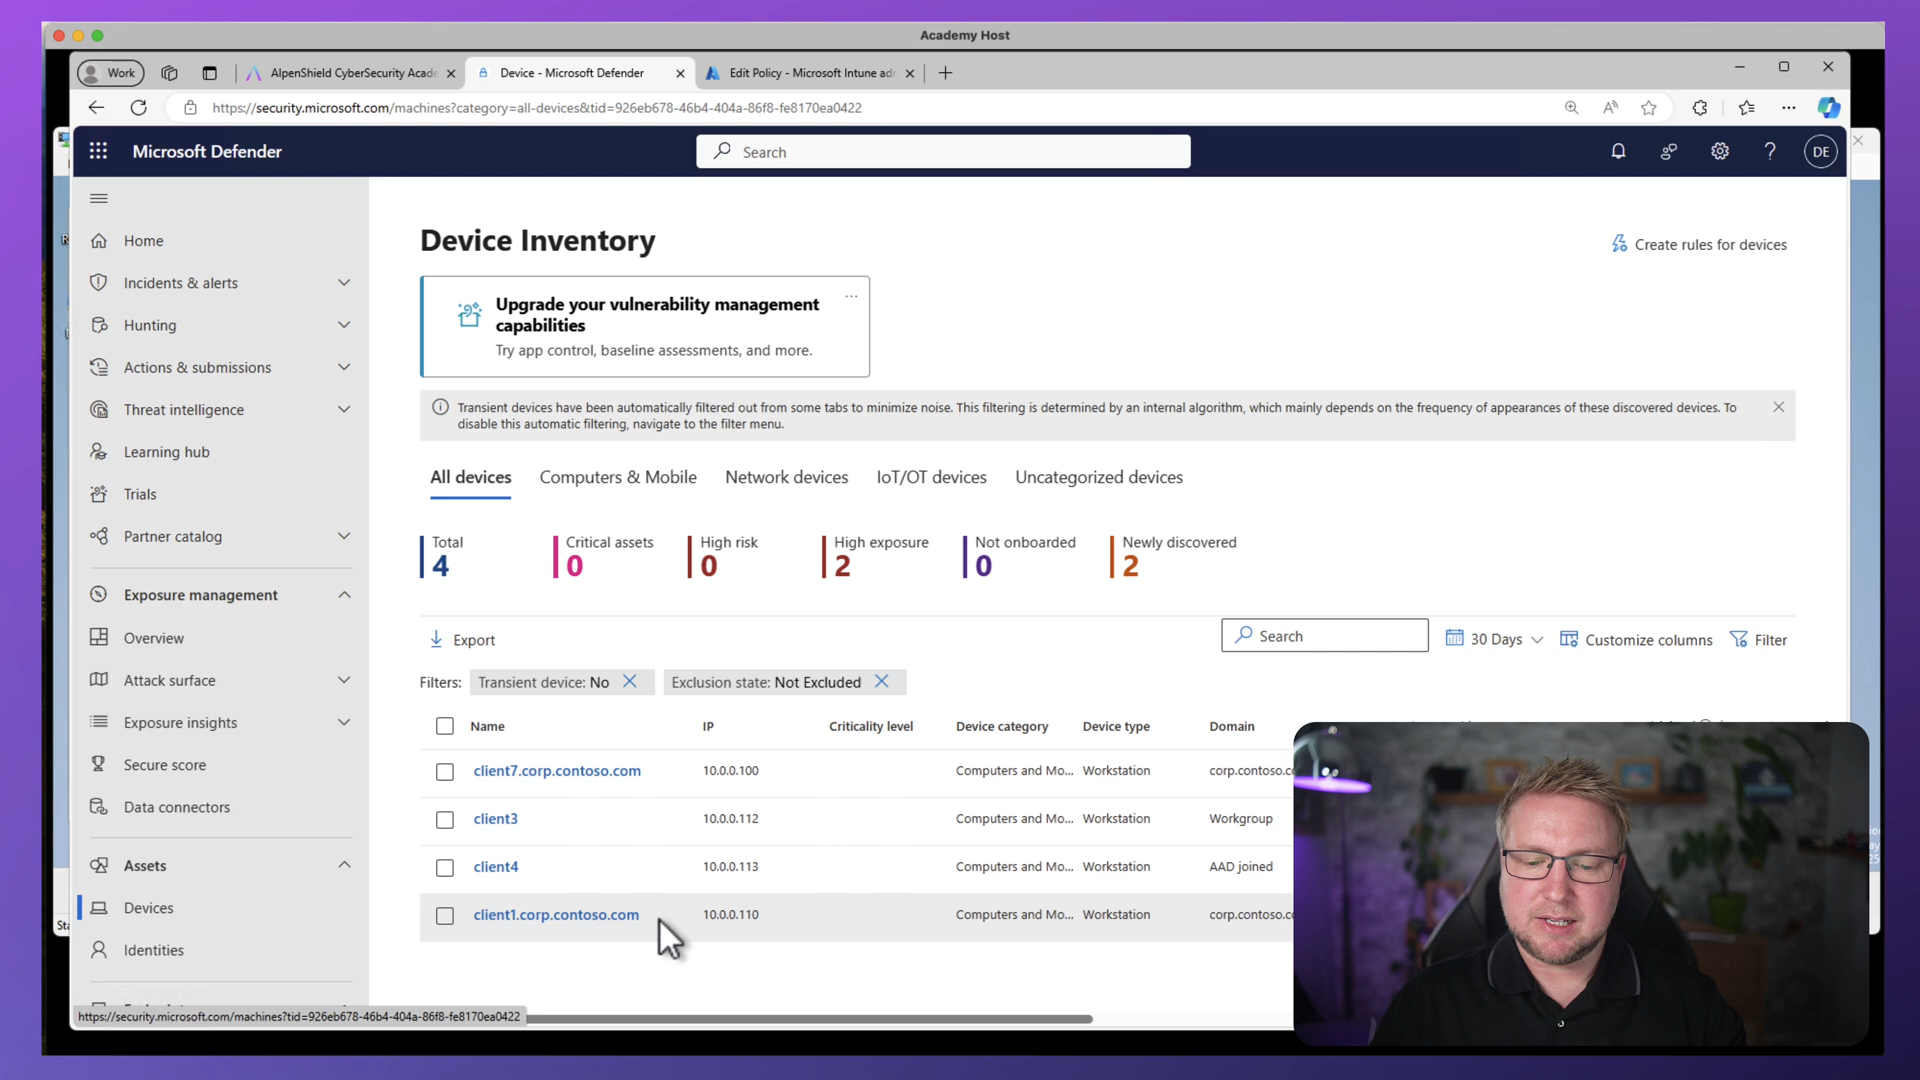 Academy Host
Work
AlpenShield CyberSecurity Acade
Device - Microsoft Defender
Edit Policy - Microsoft Intune ad
https://security.microsoft.com/machines?category=all-devices&tid=926eb678-46b4-404a-86f8-fe8170ea0422
Microsoft Defender
Search
DE
Home
Incidents & alerts
Hunting
Actions & submissions
Threat intelligence
Learning hub
Trials
Partner catalog
Exposure management
Overview
Attack surface
Exposure insights
Secure score
Data connectors
Assets
Devices
Identities
https://security.microsoft.com/machines?tid=926eb678-46b4-404a-86f8-fe8170ea0422
Device Inventory
Create rules for devices
Upgrade your vulnerability management
capabilities
Try app control, baseline assessments, and more.
Transient devices have been automatically filtered out from some tabs to minimize noise. This filtering is determined by an internal algorithm, which mainly depends on the frequency of appearances of these discovered devices. To
disable this automatic filtering, navigate to the filter menu.
All devices Computers & Mobile Network devices IoT/OT devices Uncategorized devices
Total Critical assets High risk High exposure Not onboarded Newly discovered
4 0 0 2 0 2
Export
Search
30 Days
Customize columns
Filter
Filters: Transient device: No Exclusion state: Not Excluded
Name IP Criticality level Device category Device type Domain
client7.corp.contoso.com 10.0.0.100 Computers and Mo... Workstation corp.contoso.c
client3 10.0.0.112 Computers and Mo... Workstation Workgroup
client4 10.0.0.113 Computers and Mo... Workstation AAD joined
client1.corp.contoso.com 10.0.0.110 Computers and Mo... Workstation corp.contoso.c